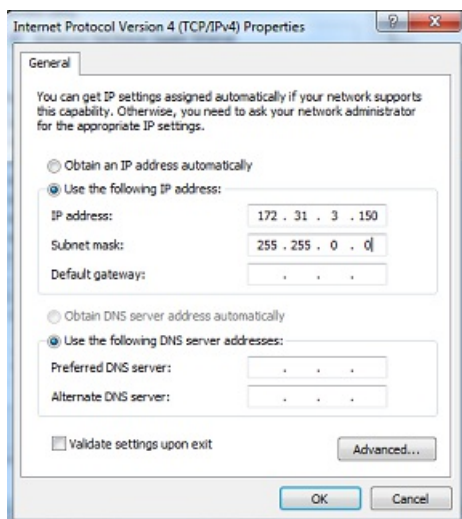 Internet Protocol Version 4 (TCP/IPv4) Properties
General
You can get IP settings assigned automatically if your network supports
this capability. Otherwise, you need to ask your network administrator
for the appropriate IP settings.
Obtain an IP address automatically
Use the following IP address:
IP address: 172 . 31 . 3 . 150
Subnet mask: 255 . 255 . 0 . 0
Default gateway: . . .
Obtain DNS server address automatically
Use the following DNS server addresses:
Preferred DNS server: . . .
Alternate DNS server: . . .
Validate settings upon exit
Advanced...
OK Cancel